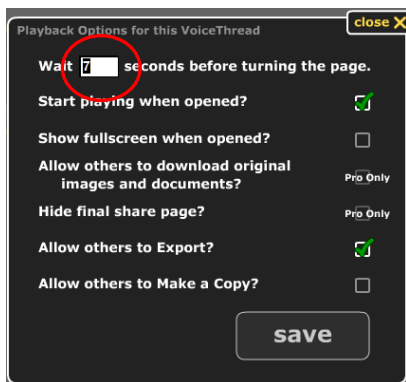 close X
Playback Options for this VoiceThread
Wait 7 seconds before turning the page.
Start playing when opened?
Show fullscreen when opened?
Allow others to download original
images and documents?
Pro Only
Hide final share page?
Pro Only
Allow others to Export?
Allow others to Make a Copy?
save